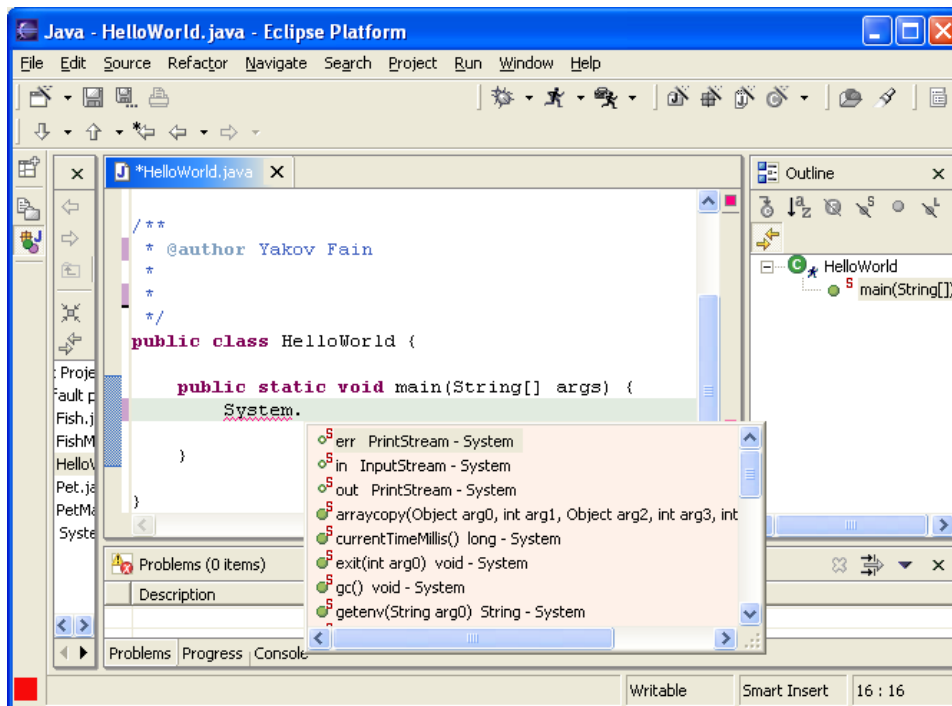 Java - HelloWorld.java - Eclipse Platform
File Edit Source Refactor Navigate Search Project Run Window Help
*HelloWorld.java
Outline
/**
* @author Yakov Fain
*
*
*/
public class HelloWorld {
public static void main(String[] args) {
System.
}
}
HelloWorld
main(String[])
: Proje
fault p
Fish.j
FishM
HelloW
Pet.ja
PetMa
Syste
err PrintStream - System
in InputStream - System
out PrintStream - System
arraycopy(Object arg0, int arg1, Object arg2, int arg3, int
currentTimeMillis() long - System
exit(int arg0) void - System
gc() void - System
getenv(String arg0) String - System
Problems (0 items)
Description
Problems Progress Console
Writable Smart Insert 16 : 16